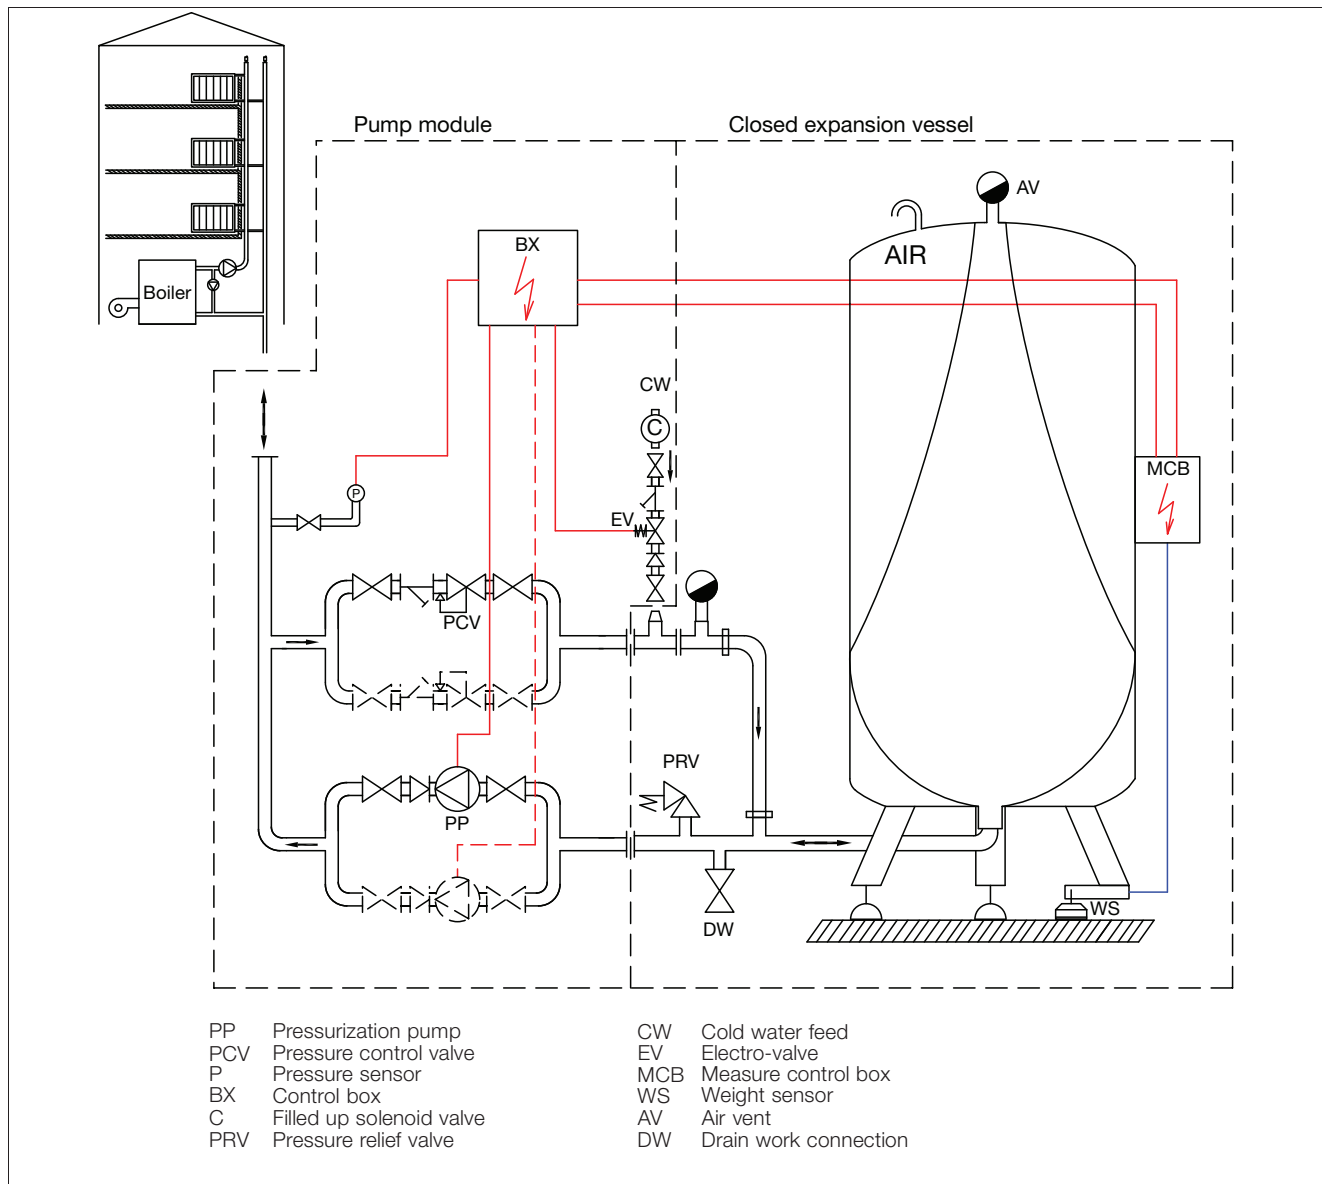 Pump module
Closed expansion vessel
AV
BX
AIR
Boiler
CW
C
MCB
P
EV
PCV
PRV
PP
WS
DW
PP Pressurization pump
PCV Pressure control valve
P Pressure sensor
BX Control box
C Filled up solenoid valve
PRV Pressure relief valve
CW Cold water feed
EV Electro-valve
MCB Measure control box
WS Weight sensor
AV Air vent
DW Drain work connection